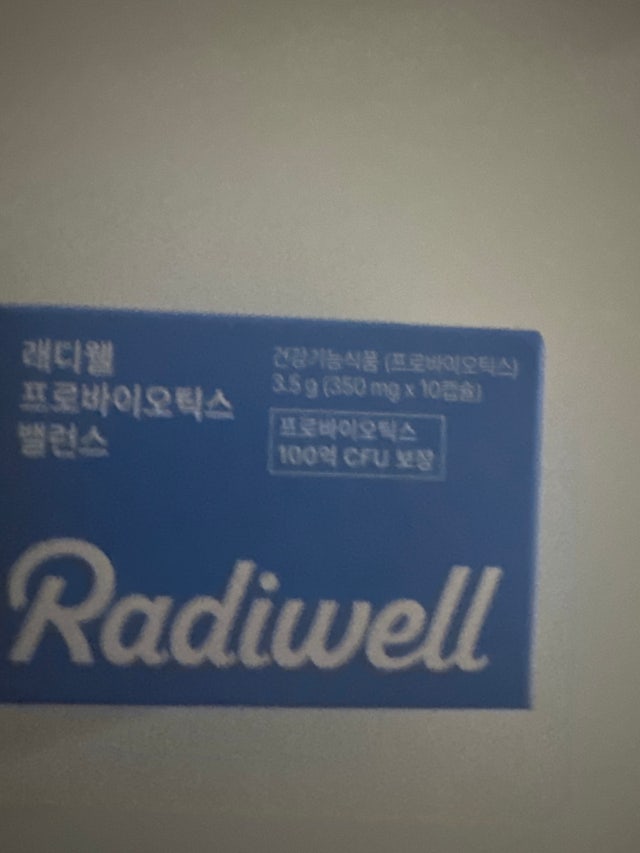 래디웰
프로바이오틱스
밸런스
건강기능식품 (프로바이오틱스)
3.5 g (350 mg x 10캡슐)
프로바이오틱스
100억 CFU 보장
Radiwell